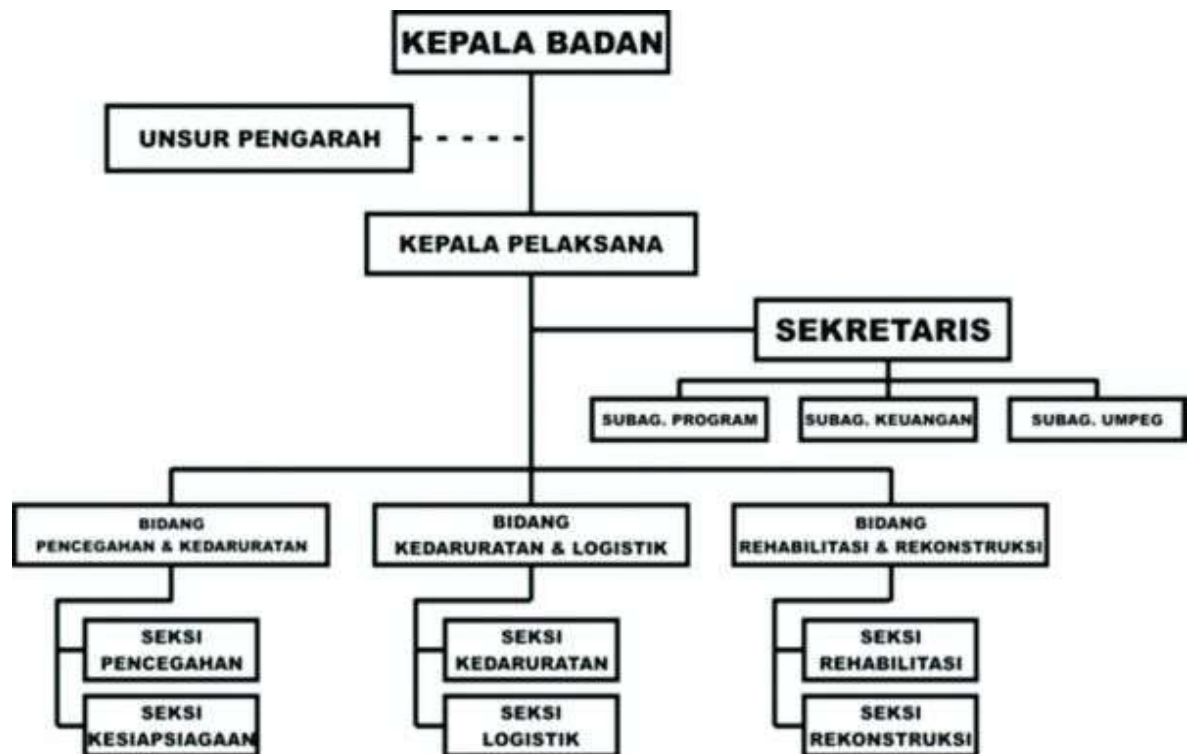 KEPALA BADAN
UNSUR PENGARAH
KEPALA PELAKSANA
SEKRETARIS
SUBAG. PROGRAM
SUBAG. KEUANGAN
SUBAG. UMPEG
BIDANG
PENCEGAHAN & KEDARURATAN
BIDANG
KEDARURATAN & LOGISTIK
BIDANG
REHABILITASI & REKONSTRUKSI
SEKSI
PENCEGAHAN
SEKSI
KESIAPSIAGAAN
SEKSI
KEDARURATAN
SEKSI
LOGISTIK
SEKSI
REHABILITASI
SEKSI
REKONSTRUKSI